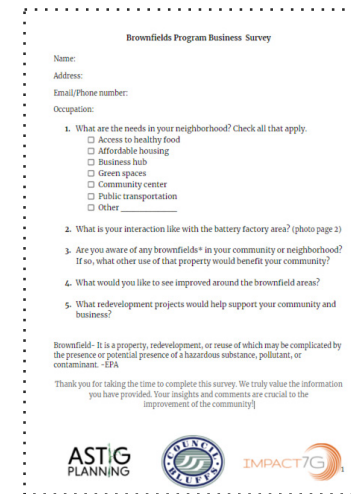 Brownfields Program Business Survey
Name:
Address:
Email/Phone number:
Occupation:
1. What are the needs in your neighborhood? Check all that apply.
☐ Access to healthy food
☐ Affordable housing
☐ Business hub
☐ Green spaces
☐ Community center
☐ Public transportation
☐ Other ____________
2. What is your interaction like with the battery factory area? (photo page 2)
3. Are you aware of any brownfields* in your community or neighborhood?
If so, what other use of that property would benefit your community?
4. What would you like to see improved around the brownfield areas?
5. What redevelopment projects would help support your community and
business?
Brownfield- It is a property, redevelopment, or reuse of which may be complicated by
the presence or potential presence of a hazardous substance, pollutant, or
contaminant. -EPA
Thank you for taking the time to complete this survey. We truly value the information
you have provided. Your insights and comments are crucial to the
improvement of the community!
ASTIG
PLANNING
COUNCIL
BLUFFS
IMPACT7G
1